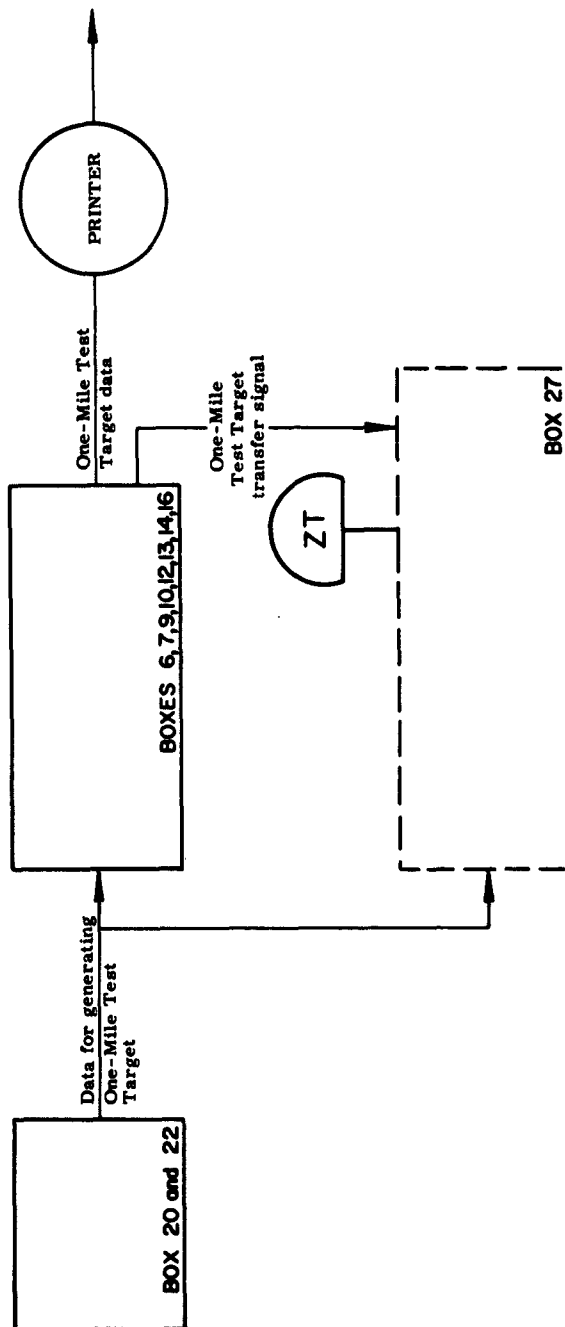 BOX 20 and 22
Data for generating
One-Mile Test
Target
BOXES 6,7,9,10,12,13,14,16
One-Mile Test
Target data
PRINTER
One-Mile
Test Target
transfer signal
ZT
BOX 27